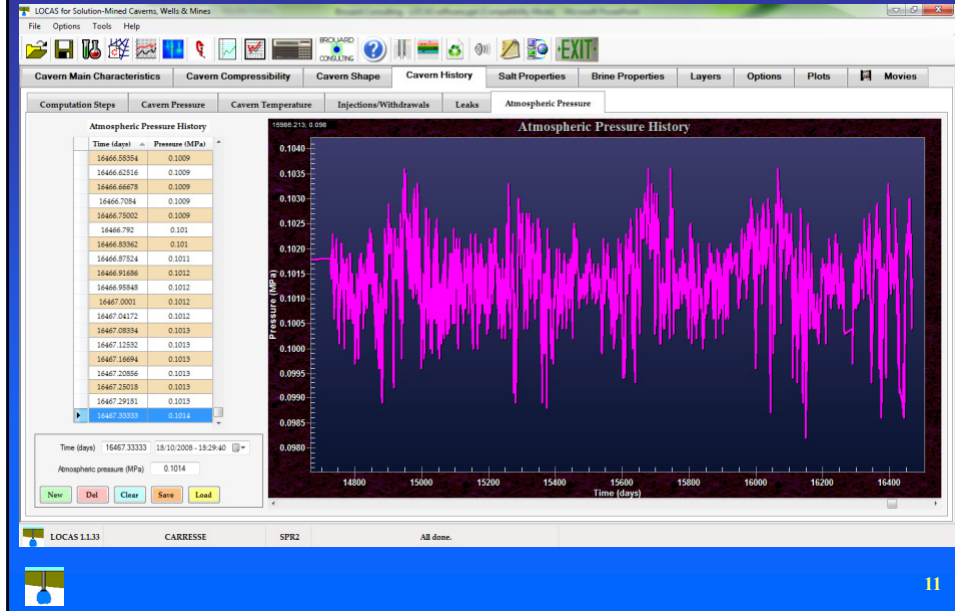 LOCAS for Solution-Mined Caverns, Wells & Mines
File Options Tools Help
BROUARD CONSULTING
EXIT
Cavern Main Characteristics Cavern Compressibility Cavern Shape Cavern History Salt Properties Brine Properties Layers Options Plots Movies
Computation Steps Cavern Pressure Cavern Temperature Injections/Withdrawals Leaks Atmospheric Pressure
Atmospheric Pressure History
Time (days) Pressure (MPa)
16466.58354 0.1009
16466.62516 0.1009
16466.66678 0.1009
16466.7084 0.1009
16466.75002 0.1009
16466.792 0.101
16466.83362 0.101
16466.87524 0.1011
16466.91686 0.1012
16466.95848 0.1012
16467.0001 0.1012
16467.04172 0.1012
16467.08334 0.1013
16467.12532 0.1013
16467.16694 0.1013
16467.20856 0.1013
16467.25018 0.1013
16467.29181 0.1013
16467.33333 0.1014
Time (days) 16467.33333 18/10/2008 - 18:29:40
Atmospheric pressure (MPa) 0.1014
New Del Clear Save Load
0.098
Atmospheric Pressure History
0.1040
0.1035
0.1030
0.1025
0.1020
0.1015
0.1010
0.1005
0.1000
0.0995
0.0990
0.0985
0.0980
Pressure (MPa)
14800 15000 15200 15400 15600 15800 16000 16200 16400
Time (days)
LOCAS 1.1.33 CARRESSE SPR2 All done.
11